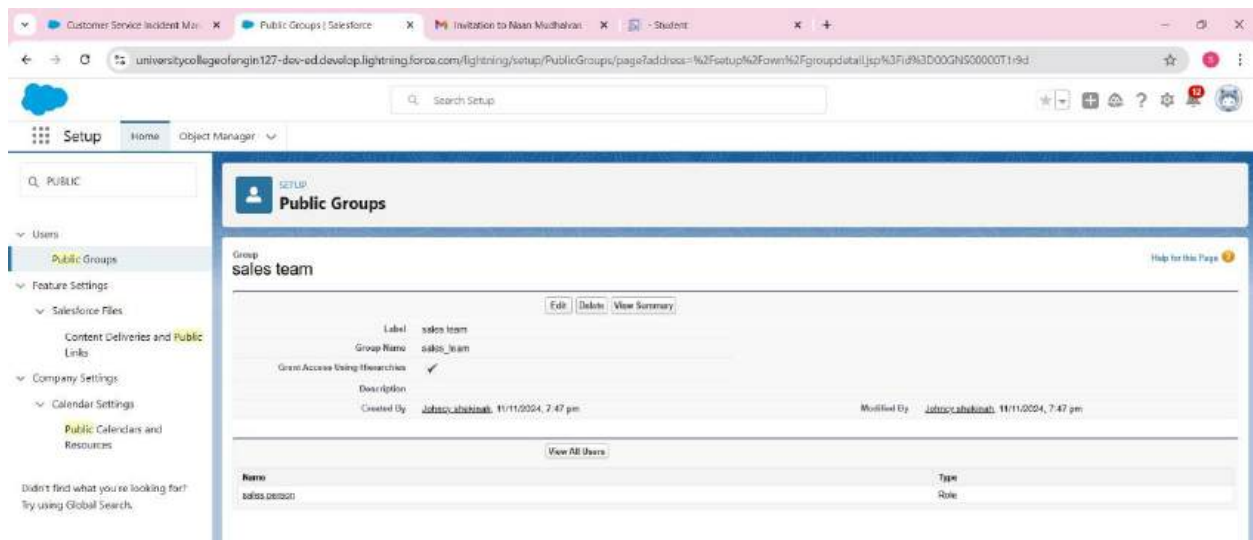 Customer Service Incident Man
Public Groups | Salesforce
Invitation to Naan Mudhalvan
- Student
universitycollegeofengin127-dev-ed.develop.lightning.force.com/lightning/setup/PublicGroups/page?address=%2Fsetup%2Fown%2Fgroupdetail.jsp%3Fid%3D00GNS00000T1r9d
S
Search Setup
12
Setup
Home
Object Manager
PUBLIC
Users
Public Groups
Feature Settings
Salesforce Files
Content Deliveries and Public
Links
Company Settings
Calendar Settings
Public Calendars and
Resources
Didn't find what you're looking for?
Try using Global Search.
SETUP
Public Groups
Group
sales team
Help for this Page
Edit Delete View Summary
Label sales team
Group Name sales_team
Grant Access Using Hierarchies
Description
Created By Johncy shekinah, 11/11/2024, 7:47 pm Modified By Johncy shekinah, 11/11/2024, 7:47 pm
View All Users
Name Type
sales person Role